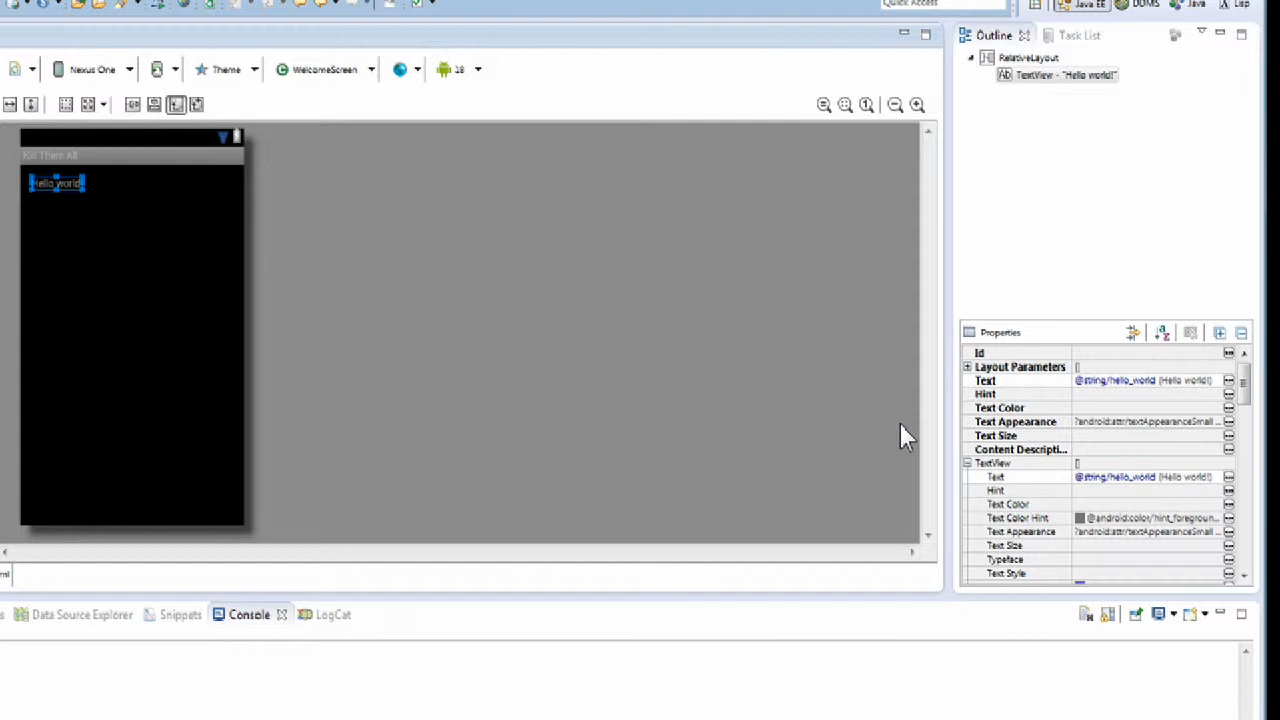 Quick Access
Java EE
DDMS
Java
Lisp
Outline
Task List
Nexus One
Theme
WelcomeScreen
18
RelativeLayout
Ab TextView - "Hello world!"
Kill Them All
Hello world
Properties
Id
Layout Parameters []
Text @string/hello_world (Hello world!)
Hint
Text Color
Text Appearance ?android:attr/textAppearanceSmall ...
Text Size
Content Descripti...
TextView []
Text @string/hello_world (Hello world!)
Hint
Text Color
Text Color Hint @android:color/hint_foregroun...
Text Appearance ?android:attr/textAppearanceSmall ...
Text Size
Typeface
Text Style
ml
s Data Source Explorer Snippets Console LogCat